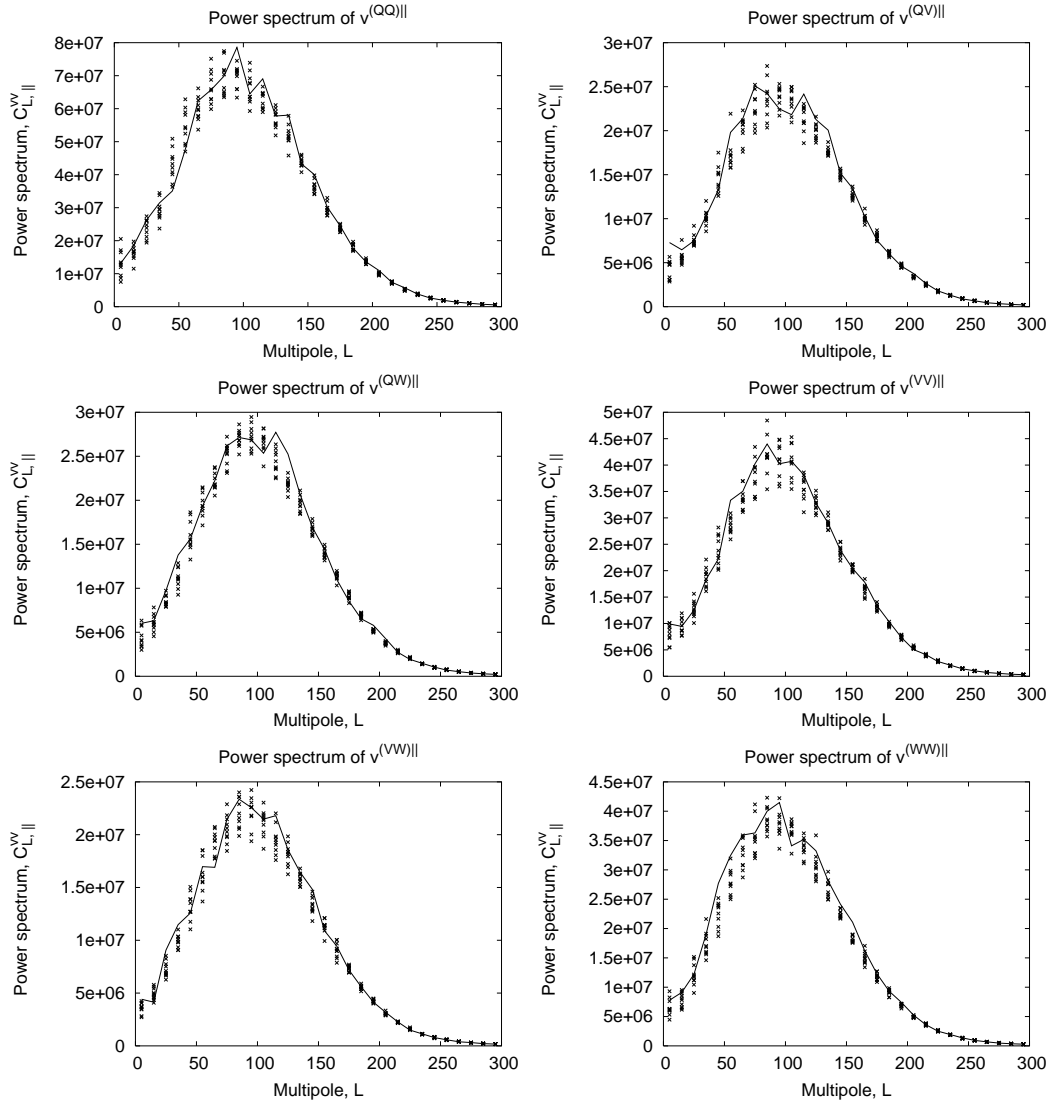 Power spectrum of v(QQ)||
8e+07
7e+07
6e+07
5e+07
4e+07
3e+07
2e+07
1e+07
0
Power spectrum, C^vv_L,||
0 50 100 150 200 250 300
Multipole, L
Power spectrum of v(QV)||
3e+07
2.5e+07
2e+07
1.5e+07
1e+07
5e+06
0
Power spectrum, C^vv_L,||
0 50 100 150 200 250 300
Multipole, L
Power spectrum of v(QW)||
3e+07
2.5e+07
2e+07
1.5e+07
1e+07
5e+06
0
Power spectrum, C^vv_L,||
0 50 100 150 200 250 300
Multipole, L
Power spectrum of v(VV)||
5e+07
4.5e+07
4e+07
3.5e+07
3e+07
2.5e+07
2e+07
1.5e+07
1e+07
5e+06
0
Power spectrum, C^vv_L,||
0 50 100 150 200 250 300
Multipole, L
Power spectrum of v(VW)||
2.5e+07
2e+07
1.5e+07
1e+07
5e+06
0
Power spectrum, C^vv_L,||
0 50 100 150 200 250 300
Multipole, L
Power spectrum of v(WW)||
4.5e+07
4e+07
3.5e+07
3e+07
2.5e+07
2e+07
1.5e+07
1e+07
5e+06
0
Power spectrum, C^vv_L,||
0 50 100 150 200 250 300
Multipole, L